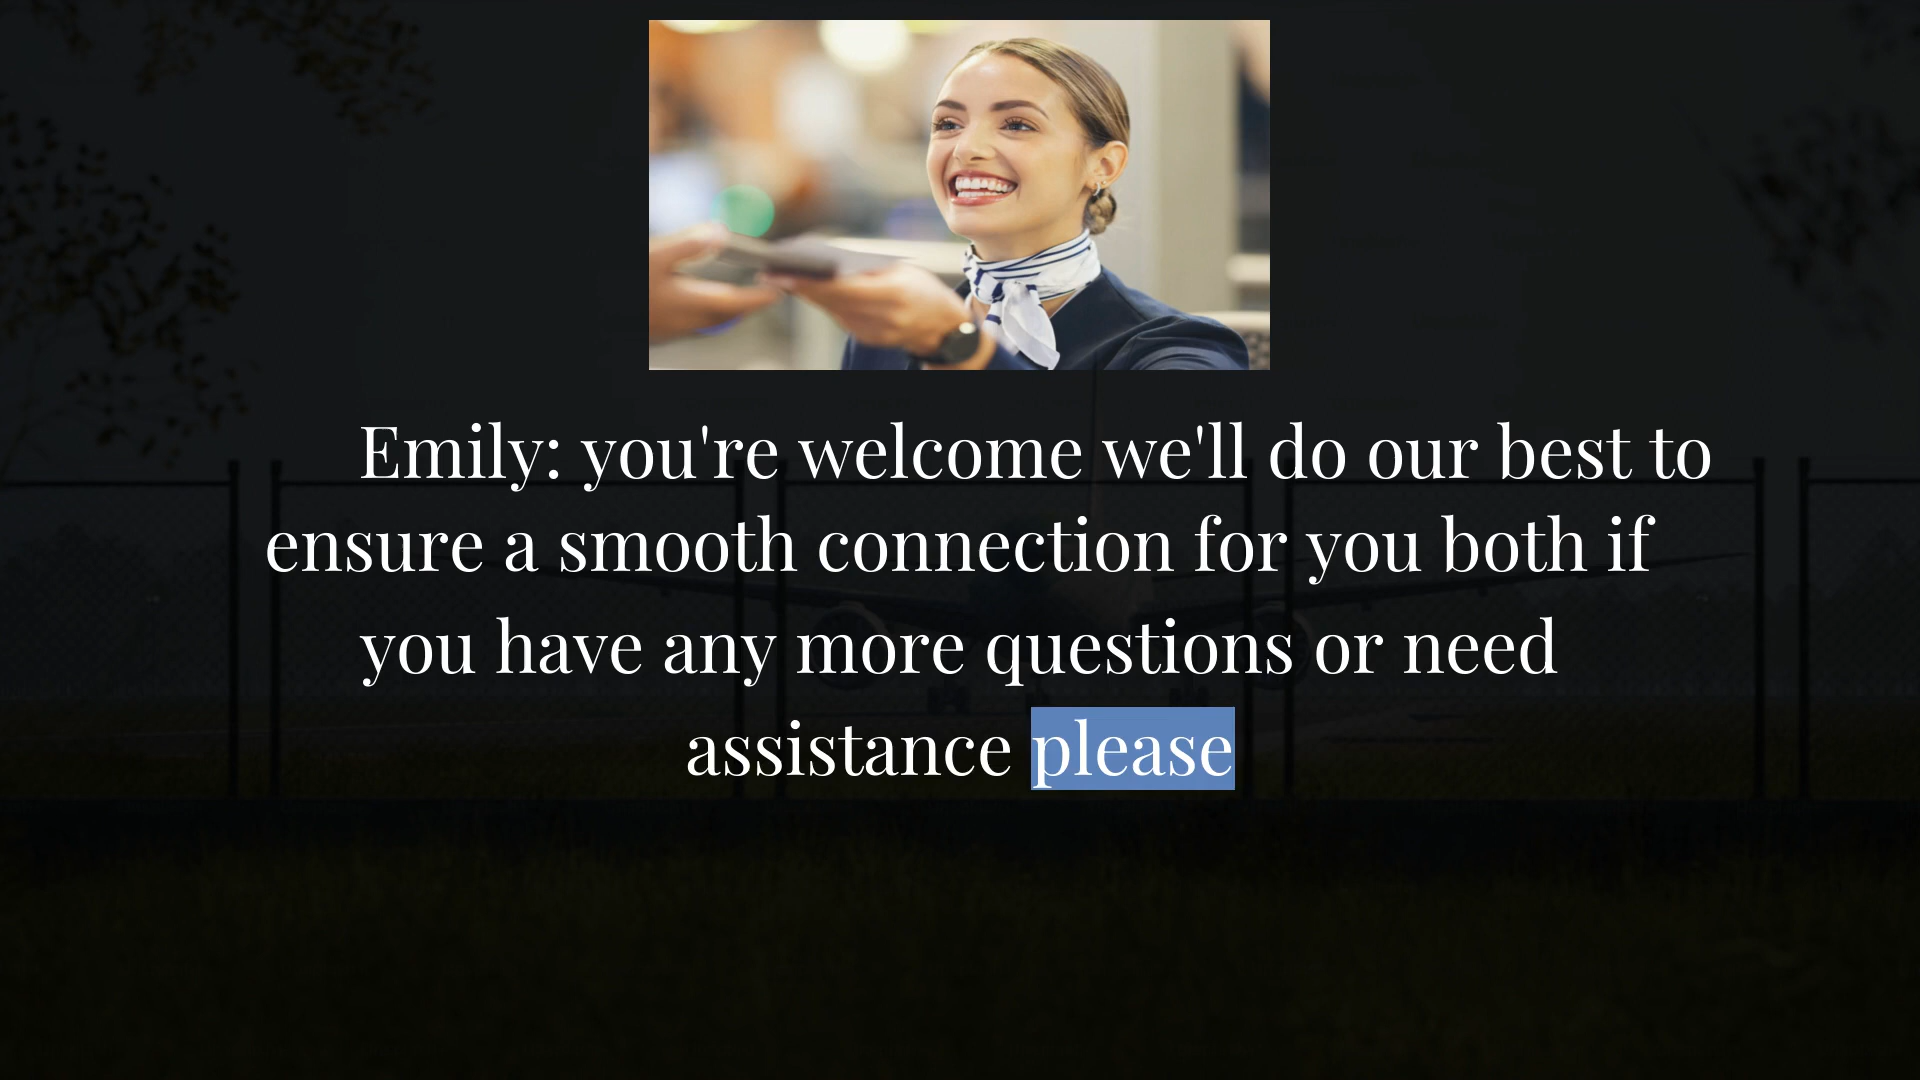 Emily: you're welcome we'll do our best to
ensure a smooth connection for you both if
you have any more questions or need
assistance please